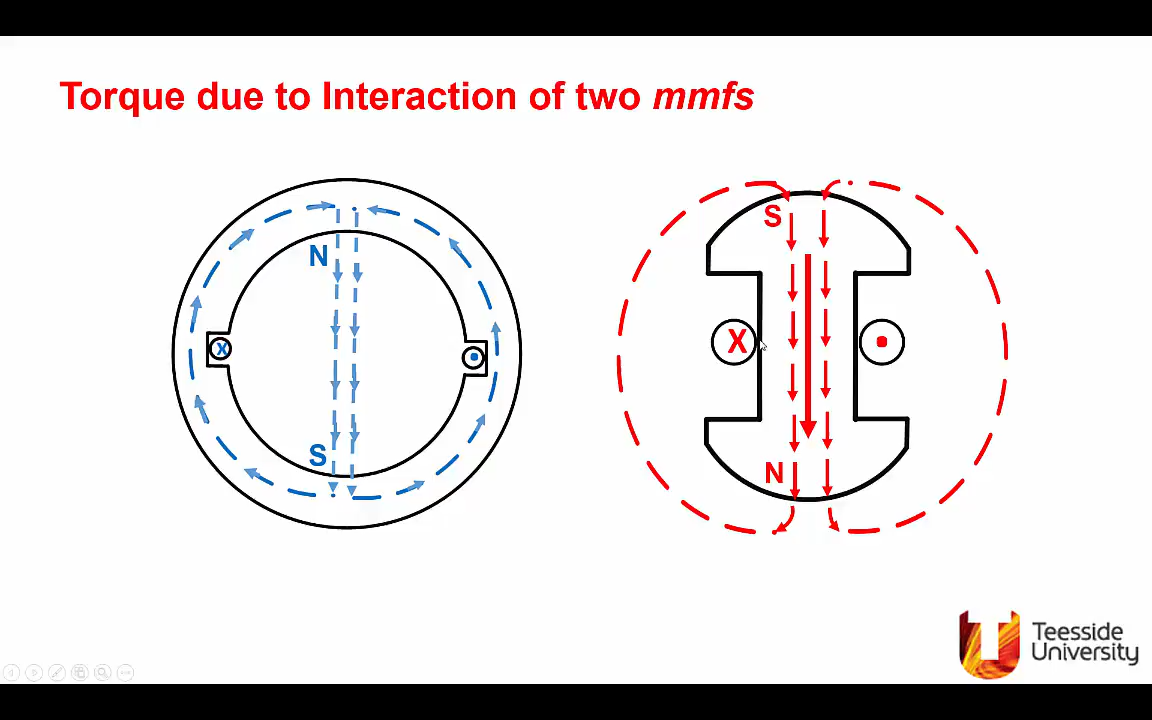 Torque due to Interaction of two mmfs
N
S
X
S
N
X
Teesside
University